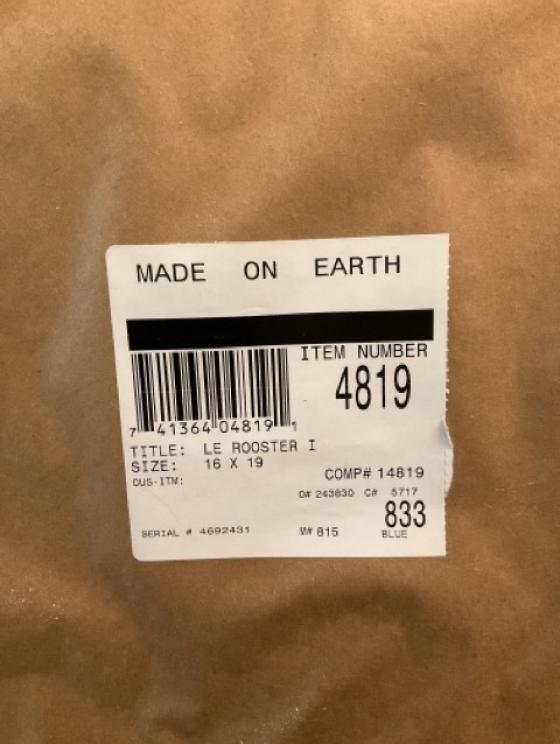 MADE ON EARTH
ITEM NUMBER
4819
7 41364 04819 1
TITLE: LE ROOSTER I
SIZE: 16 X 19
CUS-ITM:
COMP# 14819
O# 243830 C# 5717
833
SERIAL # 4692431 W# 815 BLUE